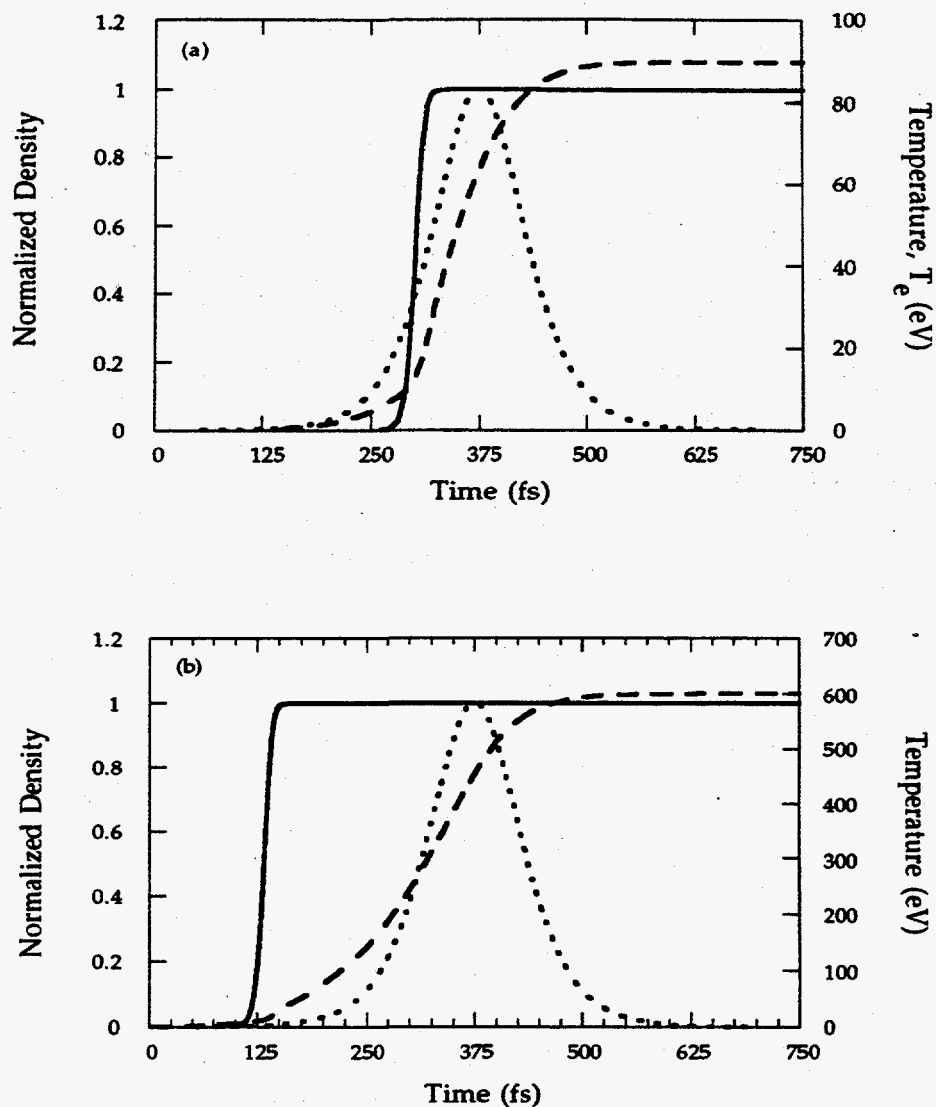 (a)
1.2
1
0.8
0.6
0.4
0.2
0
Normalized Density
100
80
60
40
20
0
Temperature, T_e (eV)
0 125 250 375 500 625 750
Time (fs)
(b)
1.2
1
0.8
0.6
0.4
0.2
0
Normalized Density
700
600
500
400
300
200
100
0
Temperature (eV)
0 125 250 375 500 625 750
Time (fs)